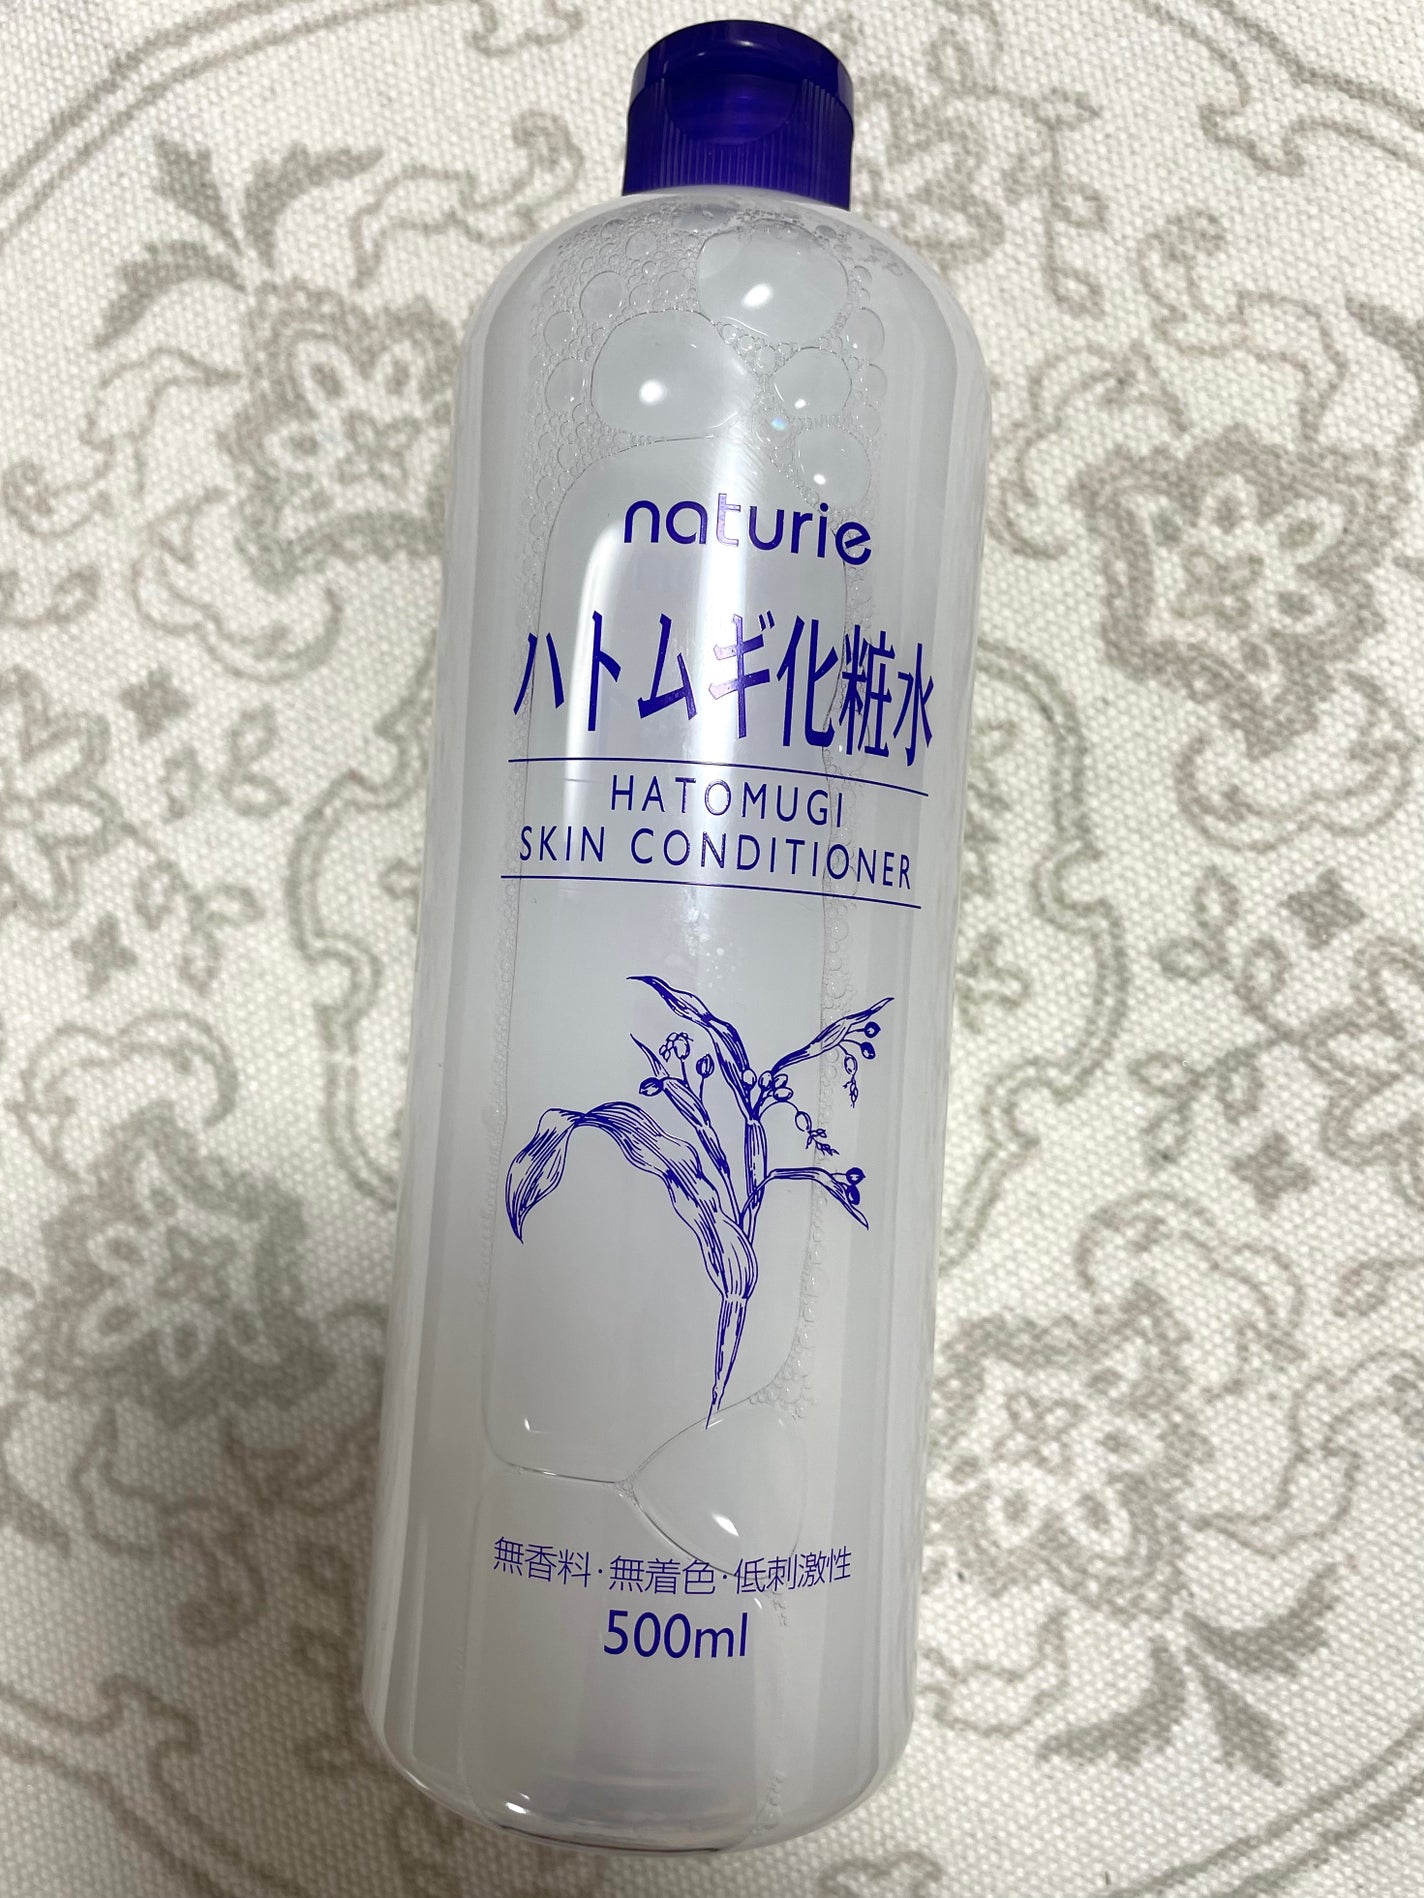 naturie
ハトムギ化粧水
HATOMUGI
SKIN CONDITIONER
無香料・無着色・低刺激性
500ml